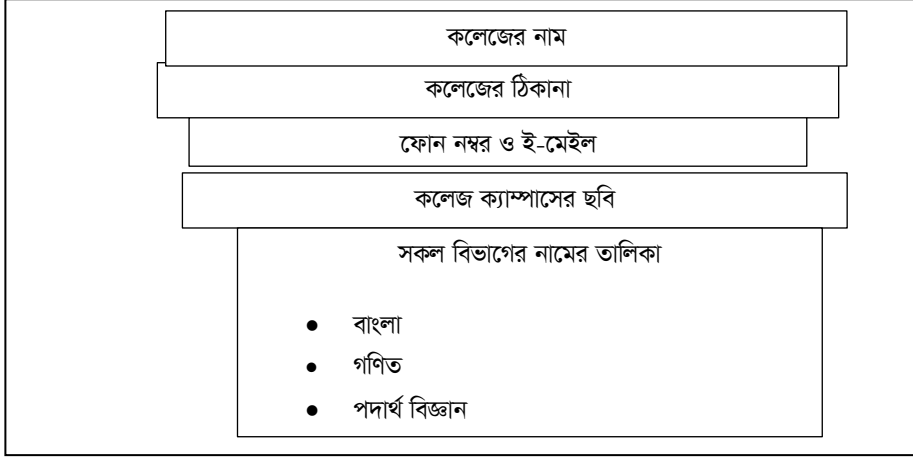 কলেজের নাম
কলেজের ঠিকানা
ফোন নম্বর ও ই-মেইল
কলেজ ক্যাম্পাসের ছবি
সকল বিভাগের নামের তালিকা
● বাংলা
● গণিত
● পদার্থ বিজ্ঞান